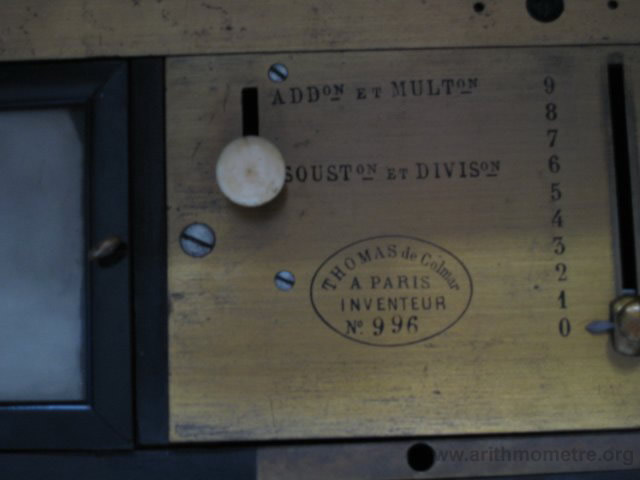 ADDON ET MULTON
SOUSTON ET DIVISON
9
8
7
6
5
4
3
2
1
0
THOMAS de Colmar
A PARIS
INVENTEUR
No. 996
www.arithmometre.org